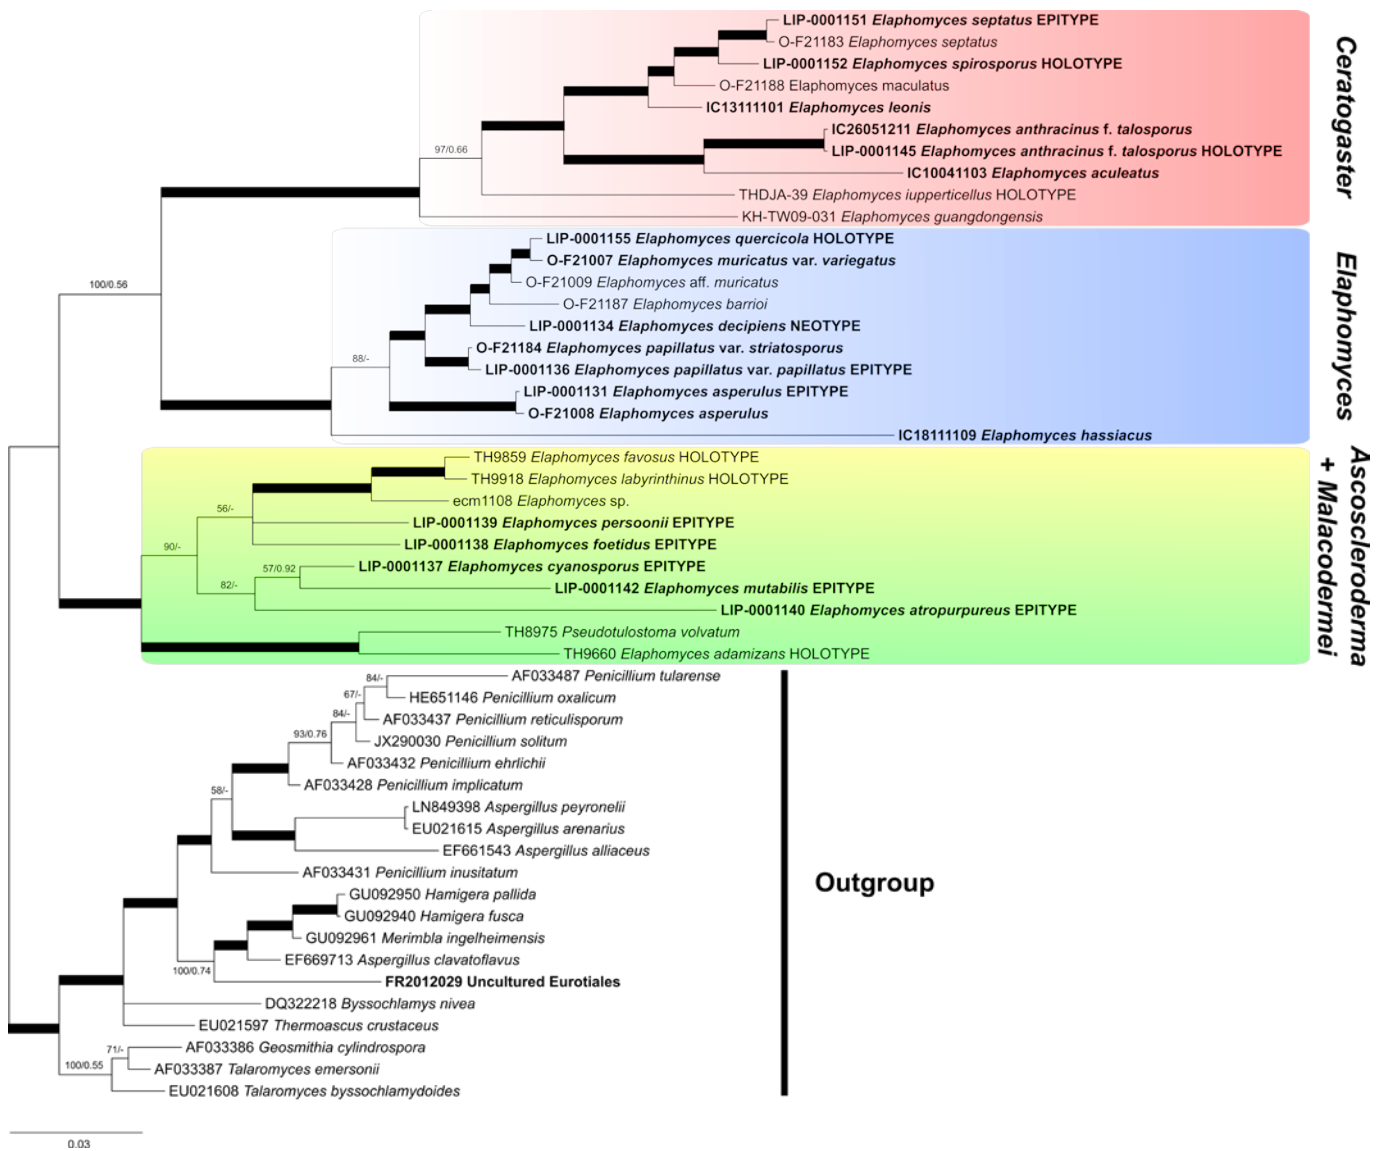 LIP-0001151 Elaphomyces septatus EPITYPE
O-F21183 Elaphomyces septatus
LIP-0001152 Elaphomyces spirosporus HOLOTYPE
O-F21188 Elaphomyces maculatus
IC13111101 Elaphomyces leonis
IC26051211 Elaphomyces anthracinus f. talosporus
97/0.66
LIP-0001145 Elaphomyces anthracinus f. talosporus HOLOTYPE
IC10041103 Elaphomyces aculeatus
THDJA-39 Elaphomyces iupperticellus HOLOTYPE
KH-TW09-031 Elaphomyces guangdongensis
Ceratogaster
LIP-0001155 Elaphomyces quercicola HOLOTYPE
O-F21007 Elaphomyces muricatus var. variegatus
O-F21009 Elaphomyces aff. muricatus
100/0.56
O-F21187 Elaphomyces barrioi
LIP-0001134 Elaphomyces decipiens NEOTYPE
O-F21184 Elaphomyces papillatus var. striatosporus
88/-
LIP-0001136 Elaphomyces papillatus var. papillatus EPITYPE
LIP-0001131 Elaphomyces asperulus EPITYPE
O-F21008 Elaphomyces asperulus
IC18111109 Elaphomyces hassiacus
Elaphomyces
TH9859 Elaphomyces favosus HOLOTYPE
TH9918 Elaphomyces labyrinthinus HOLOTYPE
ecm1108 Elaphomyces sp.
56/-
LIP-0001139 Elaphomyces persoonii EPITYPE
LIP-0001138 Elaphomyces foetidus EPITYPE
90/-
LIP-0001137 Elaphomyces cyanosporus EPITYPE
57/0.92
82/-
LIP-0001142 Elaphomyces mutabilis EPITYPE
LIP-0001140 Elaphomyces atropurpureus EPITYPE
TH8975 Pseudotulostoma volvatum
TH9660 Elaphomyces adamizans HOLOTYPE
Ascoscleroderma
+ Malacodermei
AF033487 Penicillium tularense
84/-
67/-
HE651146 Penicillium oxalicum
84/-
AF033437 Penicillium reticulisporum
93/0.76
JX290030 Penicillium solitum
AF033432 Penicillium ehrlichii
AF033428 Penicillium implicatum
58/-
LN849398 Aspergillus peyronelii
EU021615 Aspergillus arenarius
EF661543 Aspergillus alliaceus
AF033431 Penicillium inusitatum
Outgroup
GU092950 Hamigera pallida
GU092940 Hamigera fusca
GU092961 Merimbla ingelheimensis
EF669713 Aspergillus clavatoflavus
100/0.74
FR2012029 Uncultured Eurotiales
DQ322218 Byssochlamys nivea
EU021597 Thermoascus crustaceus
AF033386 Geosmithia cylindrospora
71/-
100/0.55
AF033387 Talaromyces emersonii
EU021608 Talaromyces byssochlamydoides
0.03